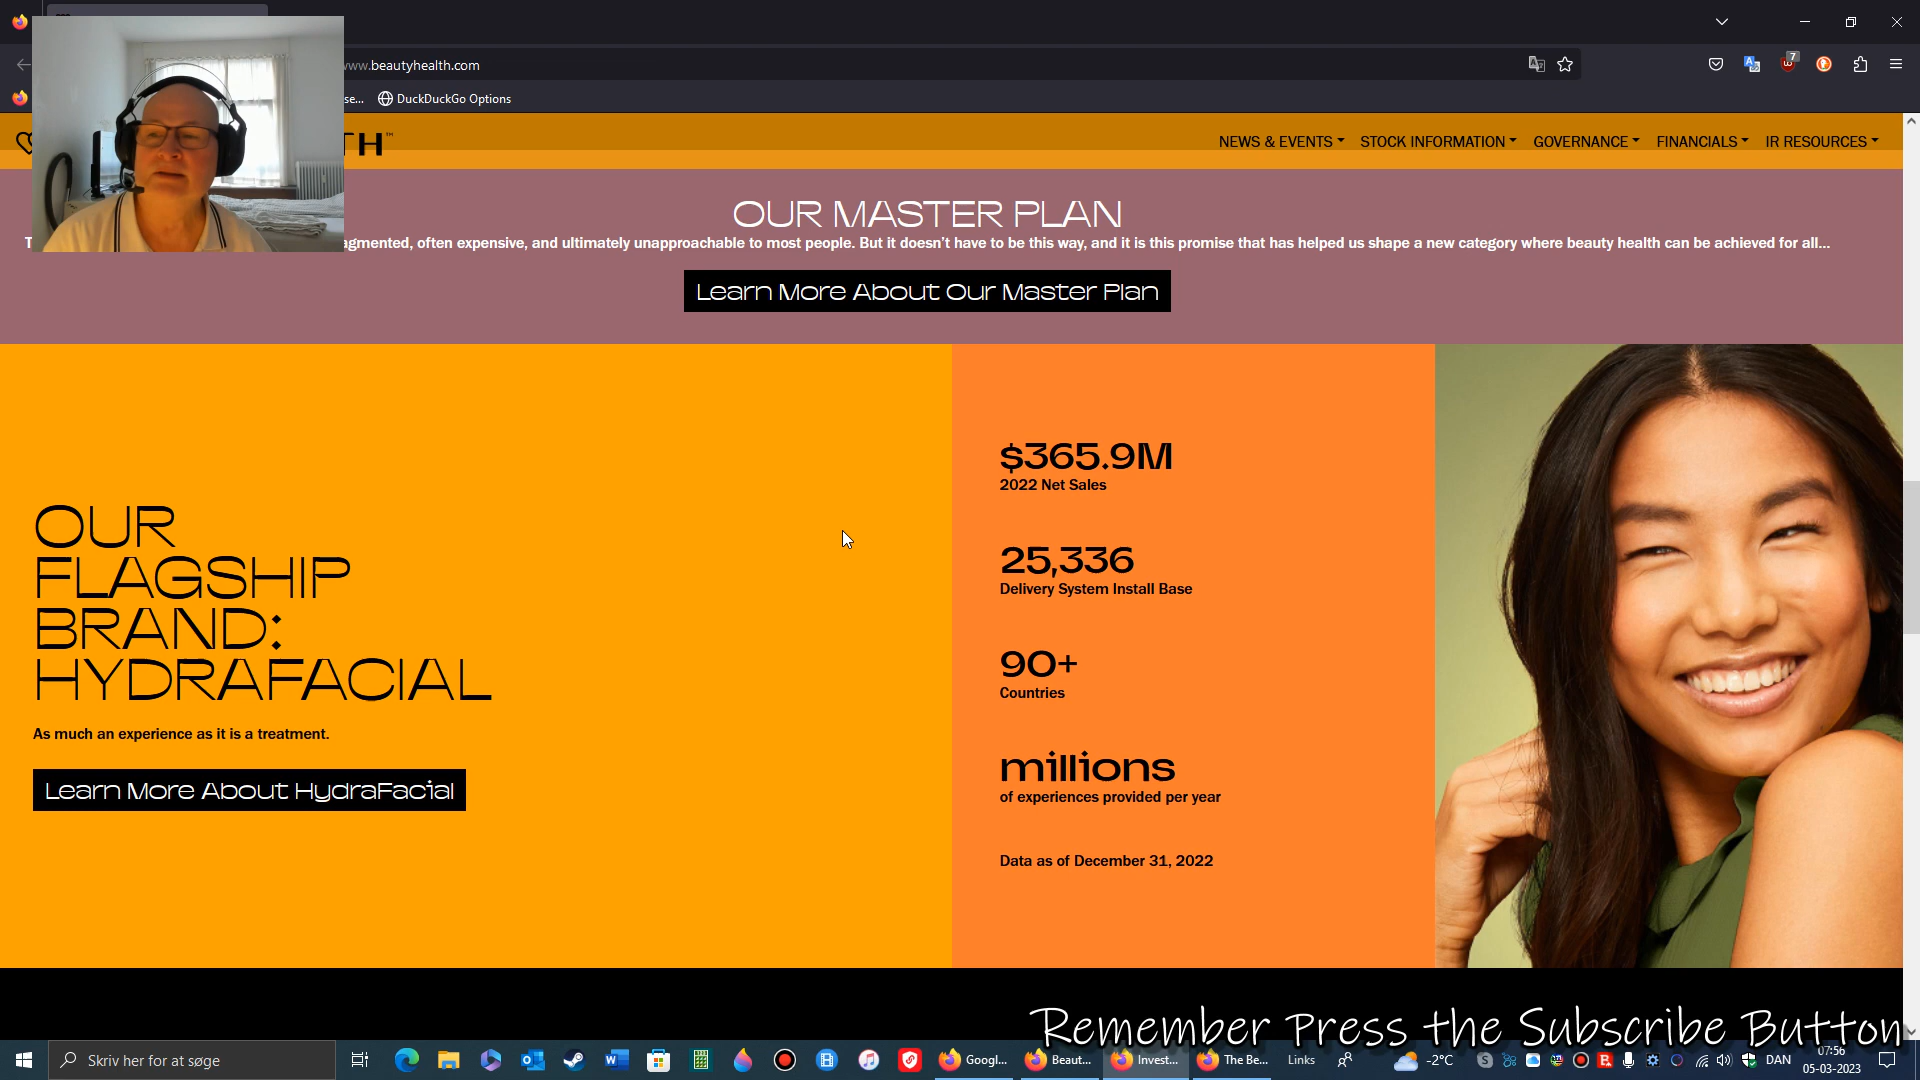 www.beautyhealth.com
DuckDuckGo Options
7
TH™
NEWS & EVENTS
STOCK INFORMATION
GOVERNANCE
FINANCIALS
IR RESOURCES
OUR MASTER PLAN
often expensive, and ultimately unapproachable to most people. But it doesn't have to be this way, and it is this promise that has helped us shape a new category where beauty health can be achieved for all...
Learn More About Our Master Plan
OUR
FLAGSHIP
BRAND:
HYDRAFACIAL
As much an experience as it is a treatment.
Learn More About HydraFacial
$365.9M
2022 Net Sales
25,336
Delivery System Install Base
90+
Countries
millions
of experiences provided per year
Data as of December 31, 2022
Remember Press the Subscribe Button
Skriv her for at søge
Googl...
Beaut...
Invest...
The Be...
Links
-2°C
DAN
07:56
05-03-2023